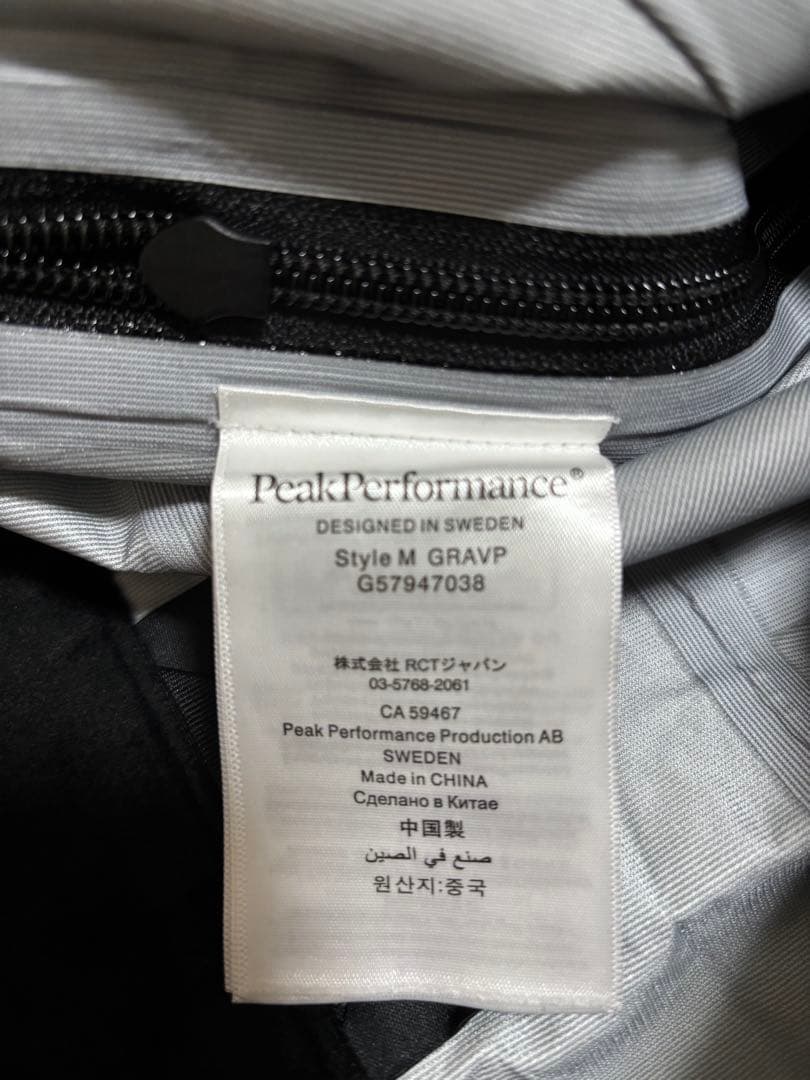 PeakPerformance®
DESIGNED IN SWEDEN
Style M GRAVP
G57947038
株式会社 RCTジャパン
03-5768-2061
CA 59467
Peak Performance Production AB
SWEDEN
Made in CHINA
Сделано в Китае
中国製
صنع في الصين
원산지:중국